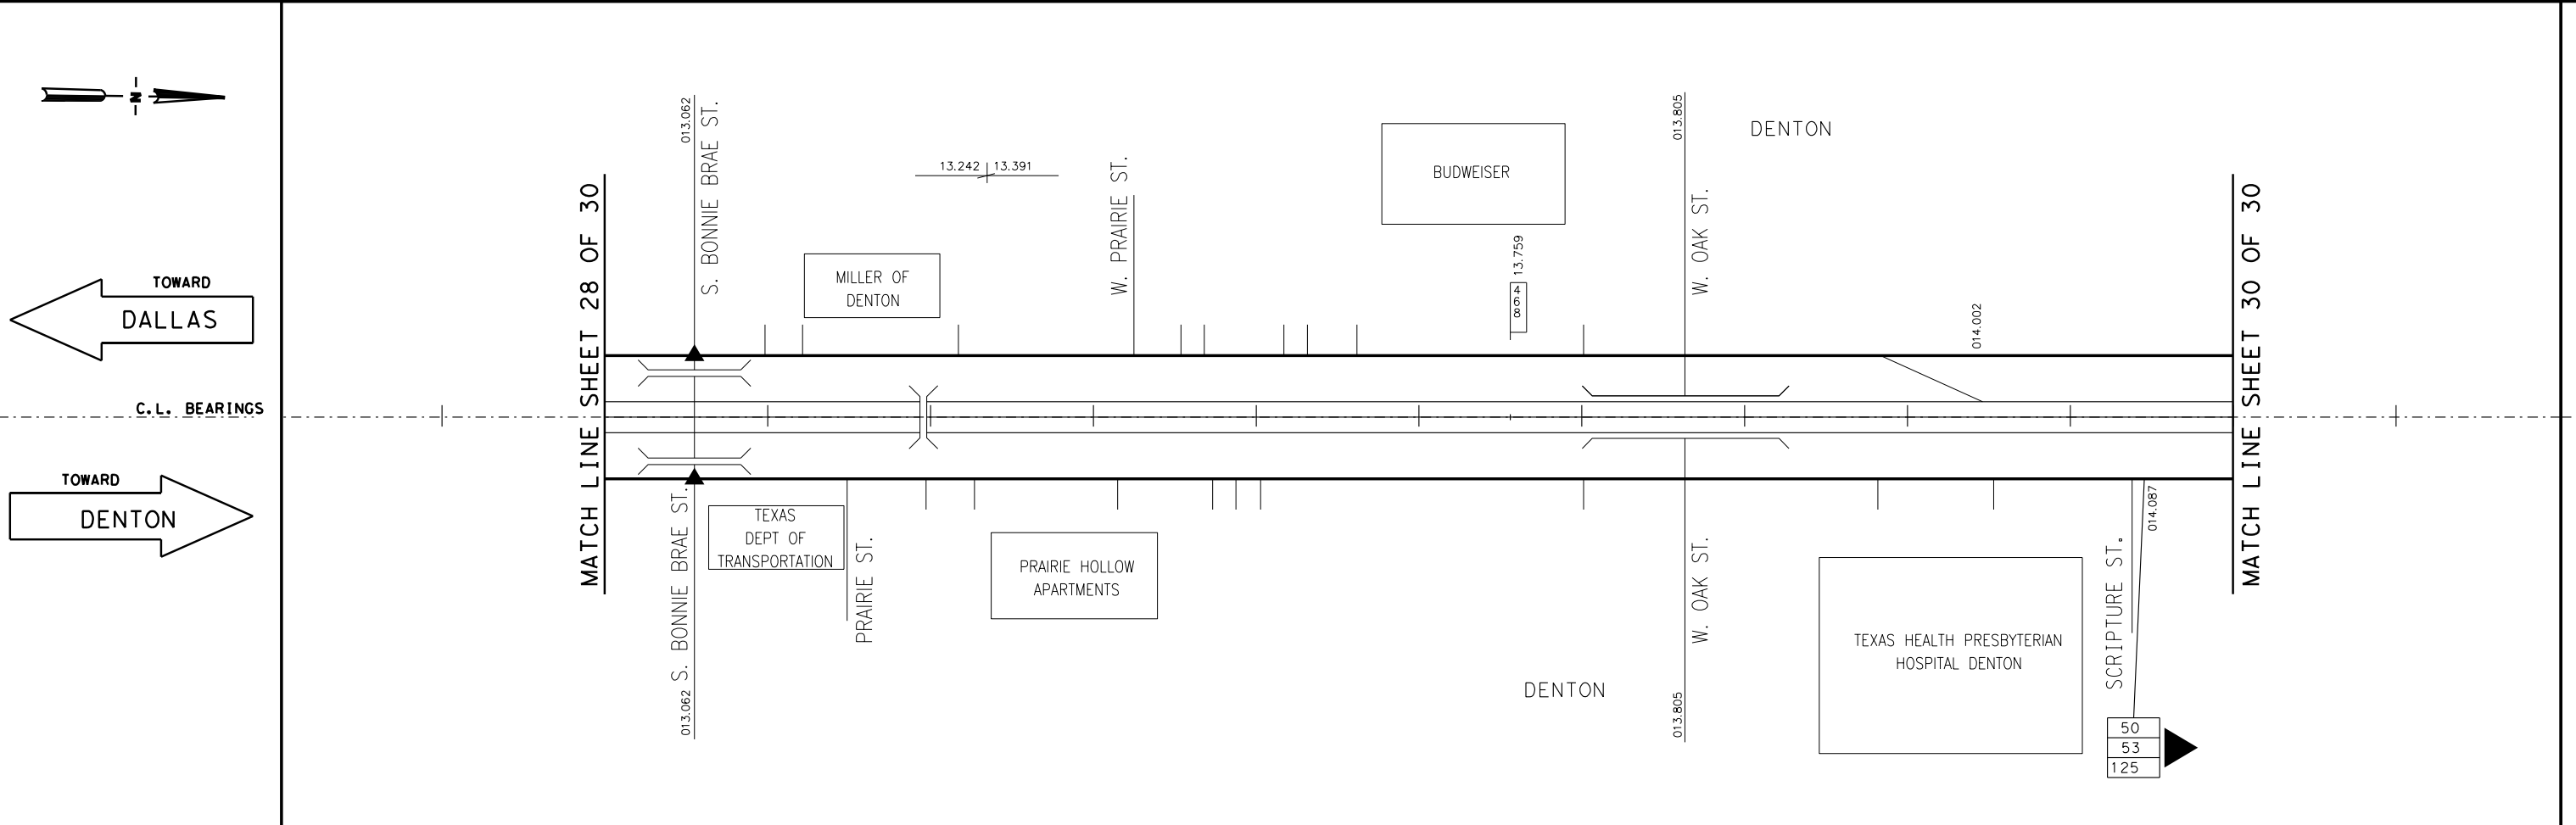 N
TOWARD
DALLAS
C.L. BEARINGS
TOWARD
DENTON
MATCH LINE SHEET 28 OF 30
013.062
S. BONNIE BRAE ST.
MILLER OF
DENTON
13.242 13.391
W. PRAIRIE ST.
BUDWEISER
13.759
468
013.805
W. OAK ST.
DENTON
014.002
MATCH LINE SHEET 30 OF 30
013.062
S. BONNIE BRAE ST.
TEXAS
DEPT OF
TRANSPORTATION
PRAIRIE ST.
PRAIRIE HOLLOW
APARTMENTS
DENTON
013.805
W. OAK ST.
TEXAS HEALTH PRESBYTERIAN
HOSPITAL DENTON
SCRIPTURE ST.
014.087
50
53
125